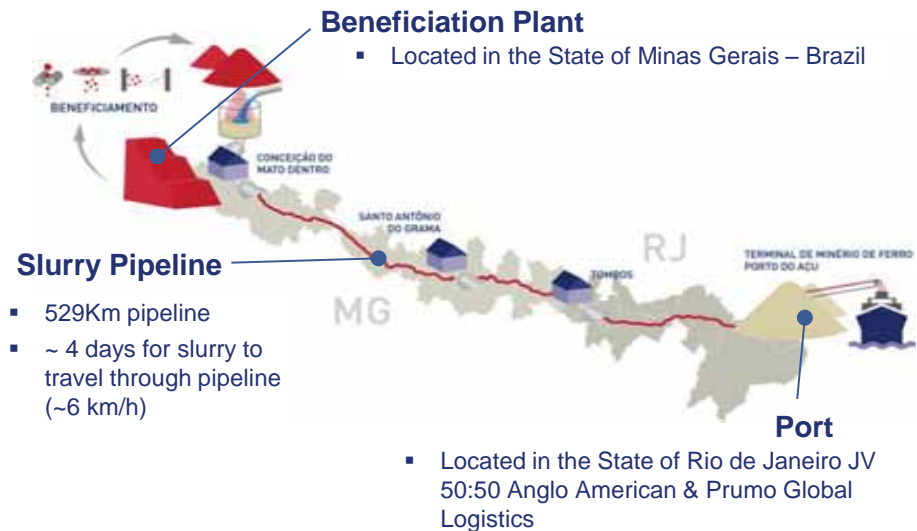 Beneficiation Plant
▪ Located in the State of Minas Gerais – Brazil
BENEFICIAMENTO
CONCEIÇÃO DO
MATO DENTRO
SANTO ANTÔNIO
DO GRAMA
RJ
TERMINAL DE MINÉRIO DE FERRO
PORTO DO AÇU
TOMBOS
MG
Slurry Pipeline
▪ 529Km pipeline
▪ ~ 4 days for slurry to
travel through pipeline
(~6 km/h)
Port
▪ Located in the State of Rio de Janeiro JV
50:50 Anglo American & Prumo Global
Logistics